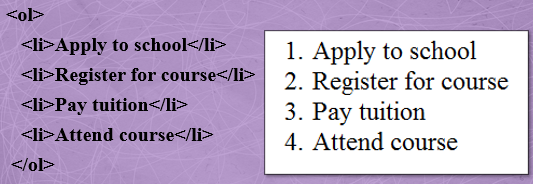 <ol>
<li>Apply to school</li>
<li>Register for course</li>
<li>Pay tuition</li>
<li>Attend course</li>
</ol>
1. Apply to school
2. Register for course
3. Pay tuition
4. Attend course